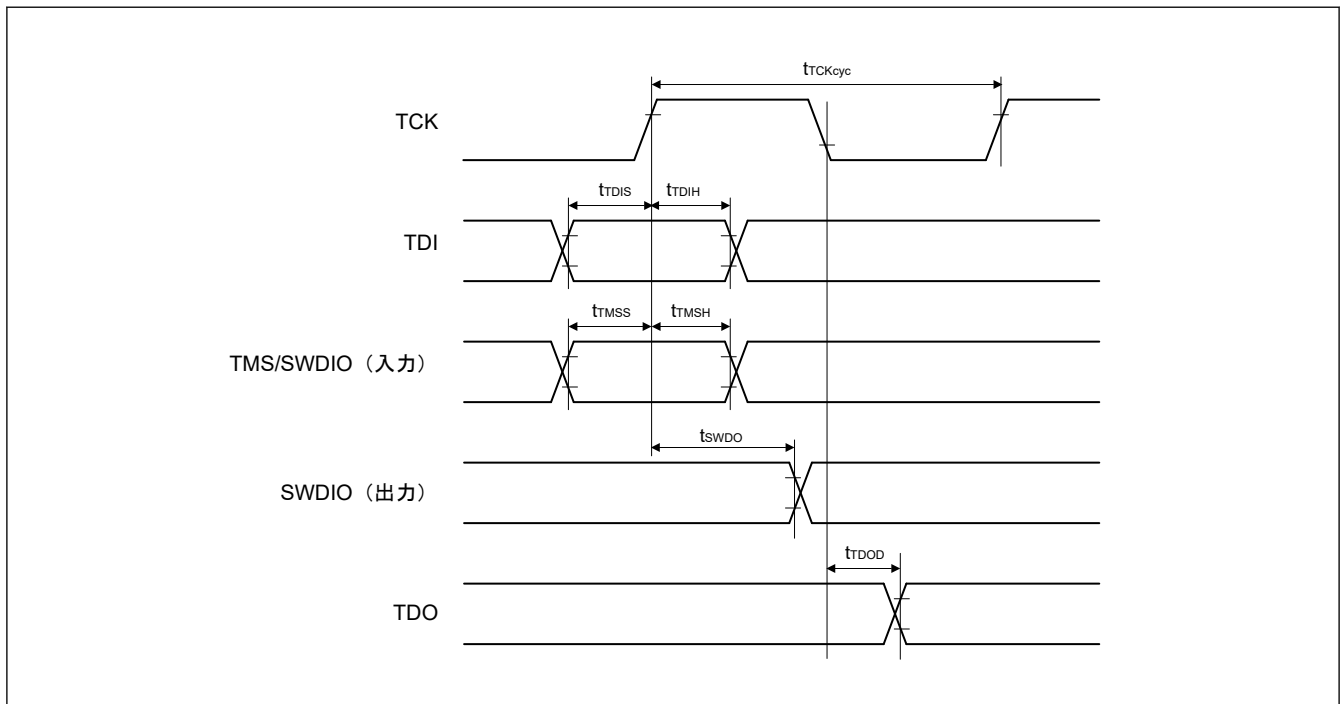 tTCKcyc
TCK
tTDIS
tTDIH
TDI
tTMSS
tTMSH
TMS/SWDIO（入力）
tSWDO
SWDIO（出力）
tTDOD
TDO